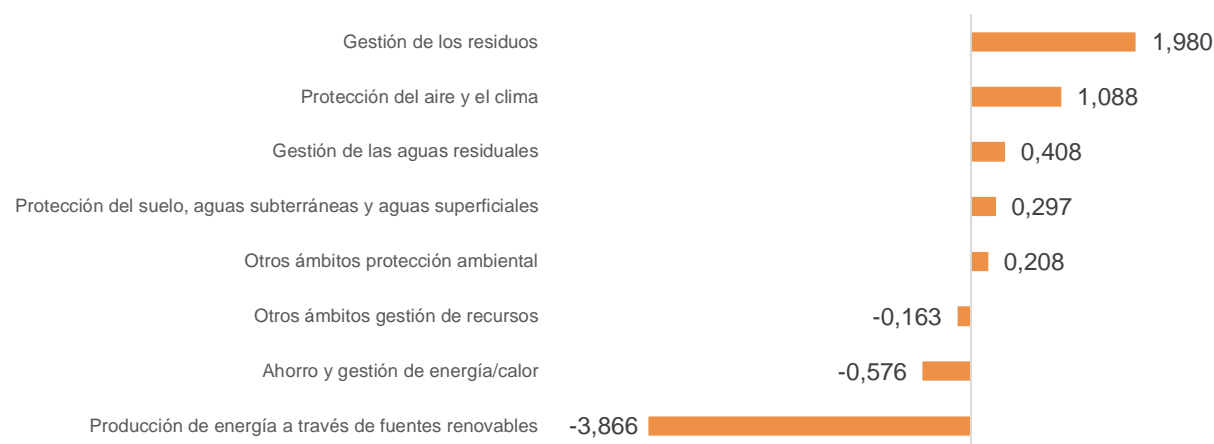 Gestión de los residuos 1,980
Protección del aire y el clima 1,088
Gestión de las aguas residuales 0,408
Protección del suelo, aguas subterráneas y aguas superficiales 0,297
Otros ámbitos protección ambiental 0,208
Otros ámbitos gestión de recursos -0,163
Ahorro y gestión de energía/calor -0,576
Producción de energía a través de fuentes renovables -3,866